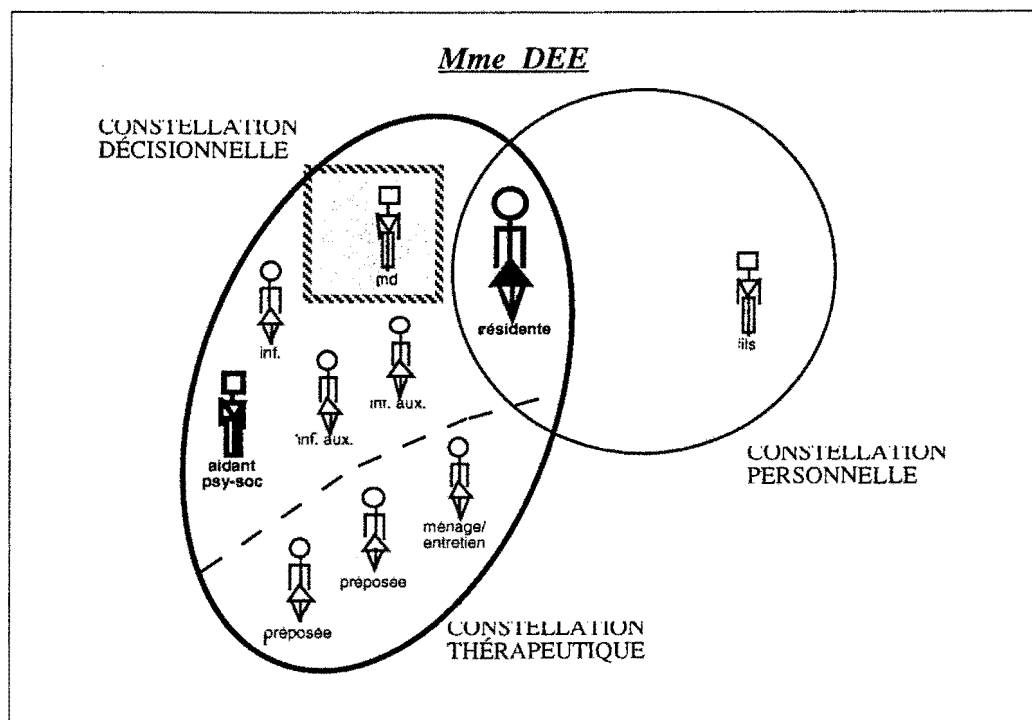 Mme DEE
CONSTELLATION
DÉCISIONNELLE
md
résidente
inf.
fils
inf. aux.
inf. aux.
aidant
psy-soc
CONSTELLATION
PERSONNELLE
ménage/
entretien
préposée
préposée
CONSTELLATION
THÉRAPEUTIQUE